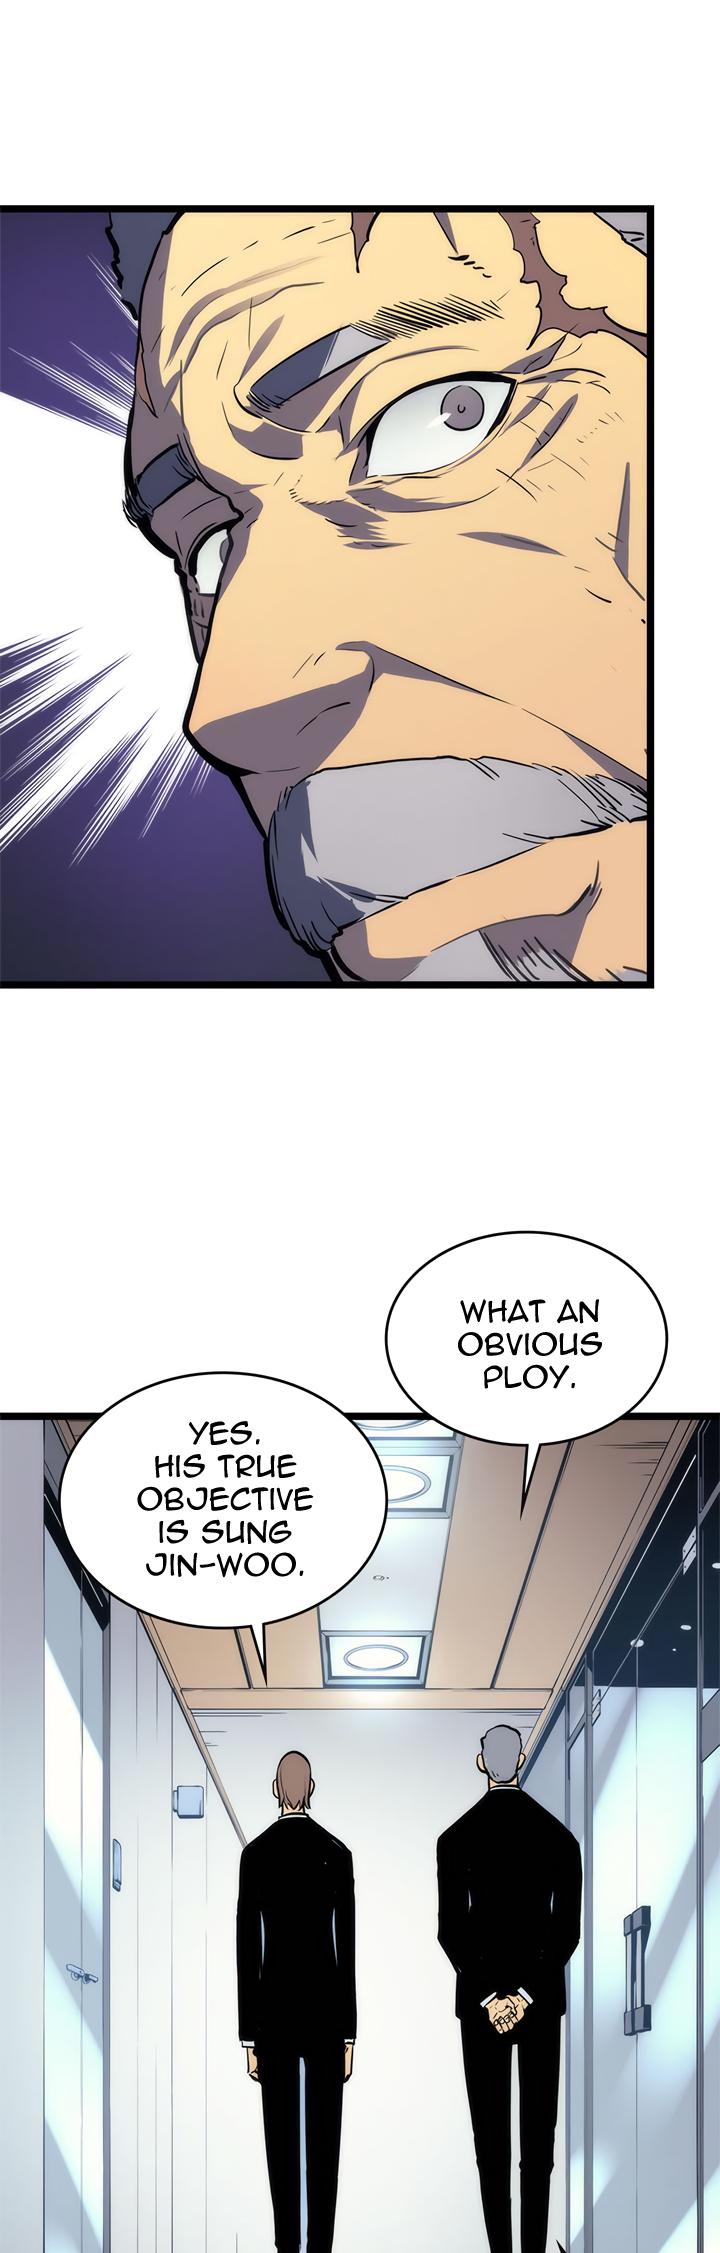 WHAT AN
OBVIOUS
PLOY.
YES.
HIS TRUE
OBJECTIVE
IS SUNG
JIN-WOO.